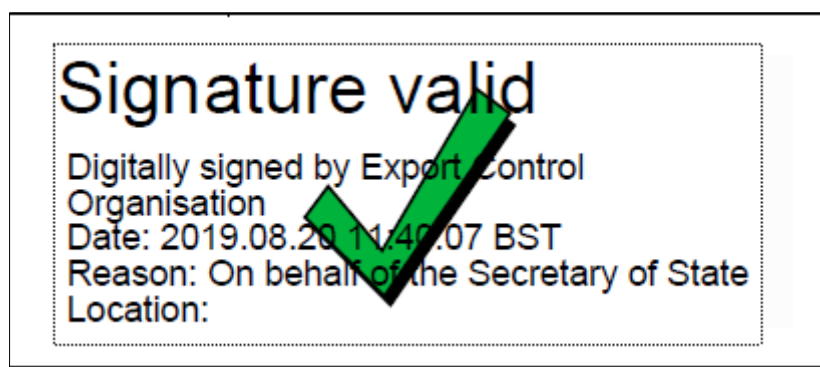 Signature valid
Digitally signed by Export Control
Organisation
Date: 2019.08.20 11:40:07 BST
Reason: On behalf of the Secretary of State
Location: